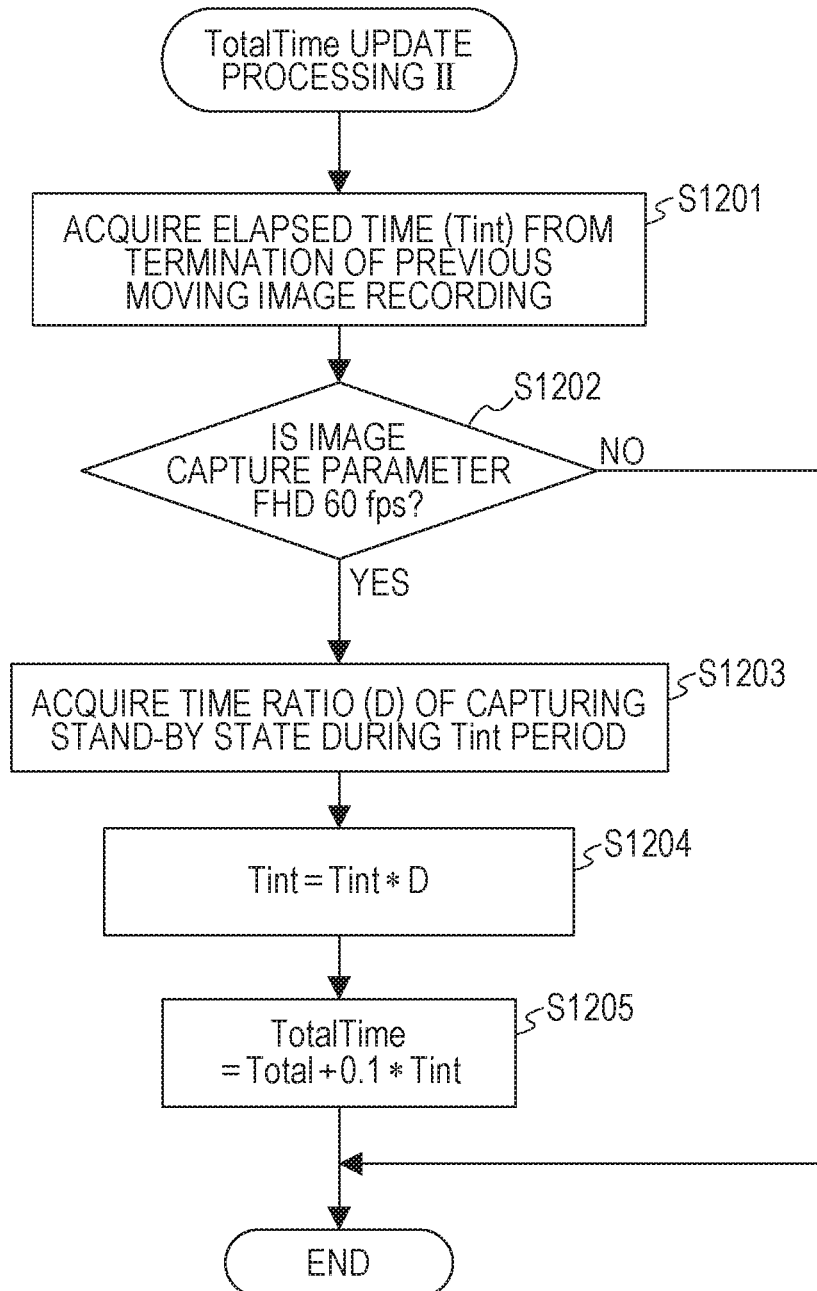 TotalTime UPDATE
PROCESSING II
S1201
ACQUIRE ELAPSED TIME (Tint) FROM
TERMINATION OF PREVIOUS
MOVING IMAGE RECORDING
S1202
IS IMAGE
CAPTURE PARAMETER
FHD 60 fps?
NO
YES
S1203
ACQUIRE TIME RATIO (D) OF CAPTURING
STAND-BY STATE DURING Tint PERIOD
S1204
Tint = Tint * D
S1205
TotalTime
= Total + 0.1 * Tint
END